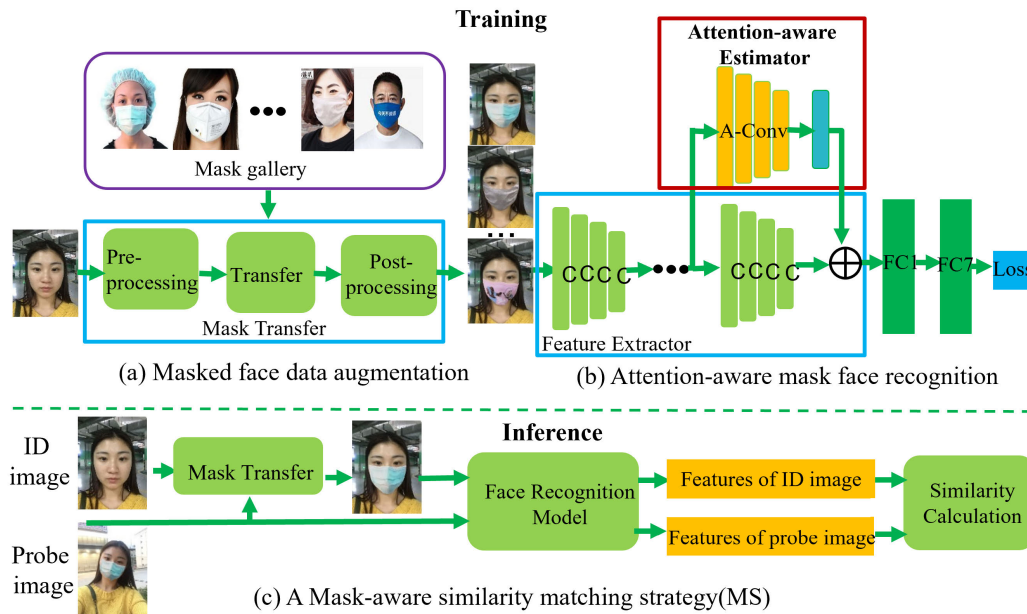 Training
Mask gallery
Pre-
processing
Transfer
Post-
processing
Mask Transfer
(a) Masked face data augmentation
Attention-aware
Estimator
A-Conv
...
C C C C
C C C C
FC1
FC7
Loss
Feature Extractor
(b) Attention-aware mask face recognition
Inference
ID
image
Mask Transfer
Face Recognition
Model
Features of ID image
Similarity
Calculation
Features of probe image
Probe
image
(c) A Mask-aware similarity matching strategy(MS)